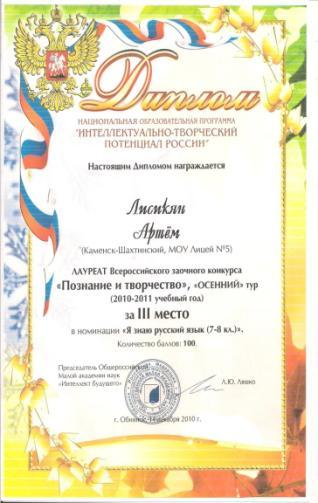 Диплом
НАЦИОНАЛЬНАЯ ОБРАЗОВАТЕЛЬНАЯ ПРОГРАММА
"ИНТЕЛЛЕКТУАЛЬНО-ТВОРЧЕСКИЙ
ПОТЕНЦИАЛ РОССИИ"
Настоящим Дипломом награждается
Лисикян
Артём
(Каменск-Шахтинский, МОУ Лицей №5)
ЛАУРЕАТ Всероссийского заочного конкурса
«Познание и творчество», «ОСЕННИЙ» тур
(2010-2011 учебный год)
за III место
в номинации «Я знаю русский язык (7-8 кл.)».
Количество баллов: 100.
Председатель Общероссийской
Малой академии наук
«Интеллект будущего»
Л.Ю. Ляшко
г. Обнинск, декабря 2010 г.